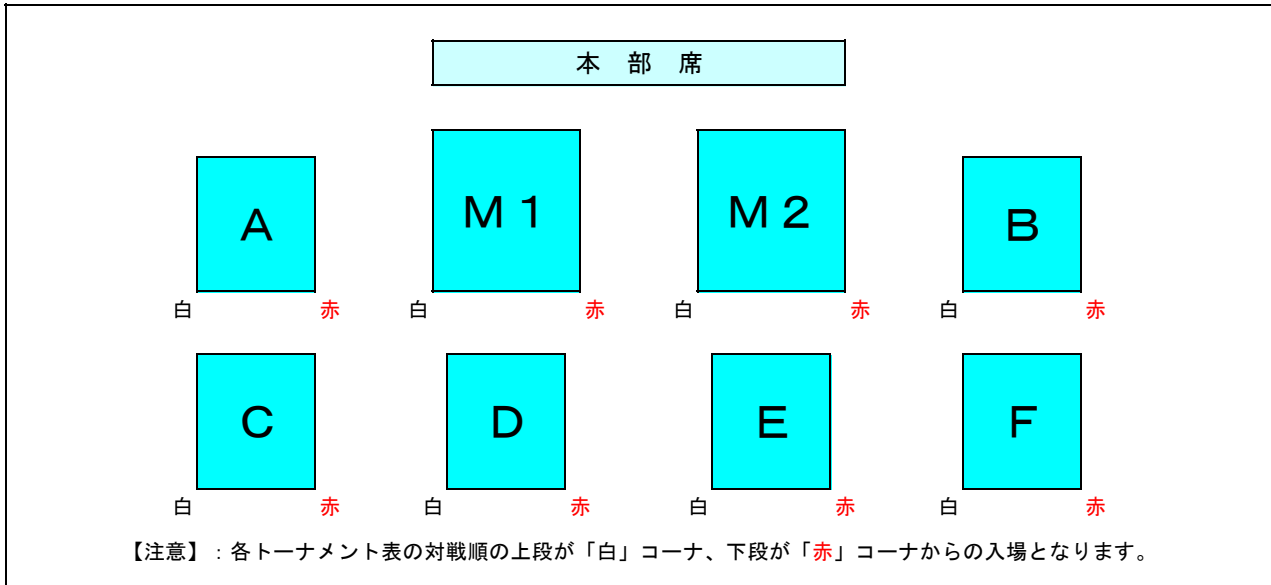 本 部 席
A
M1
M2
B
白 赤 白 赤 白 赤 白 赤
C
D
E
F
白 赤 白 赤 白 赤 白 赤
【注意】：各トーナメント表の対戦順の上段が「白」コーナ、下段が「赤」コーナからの入場となります。